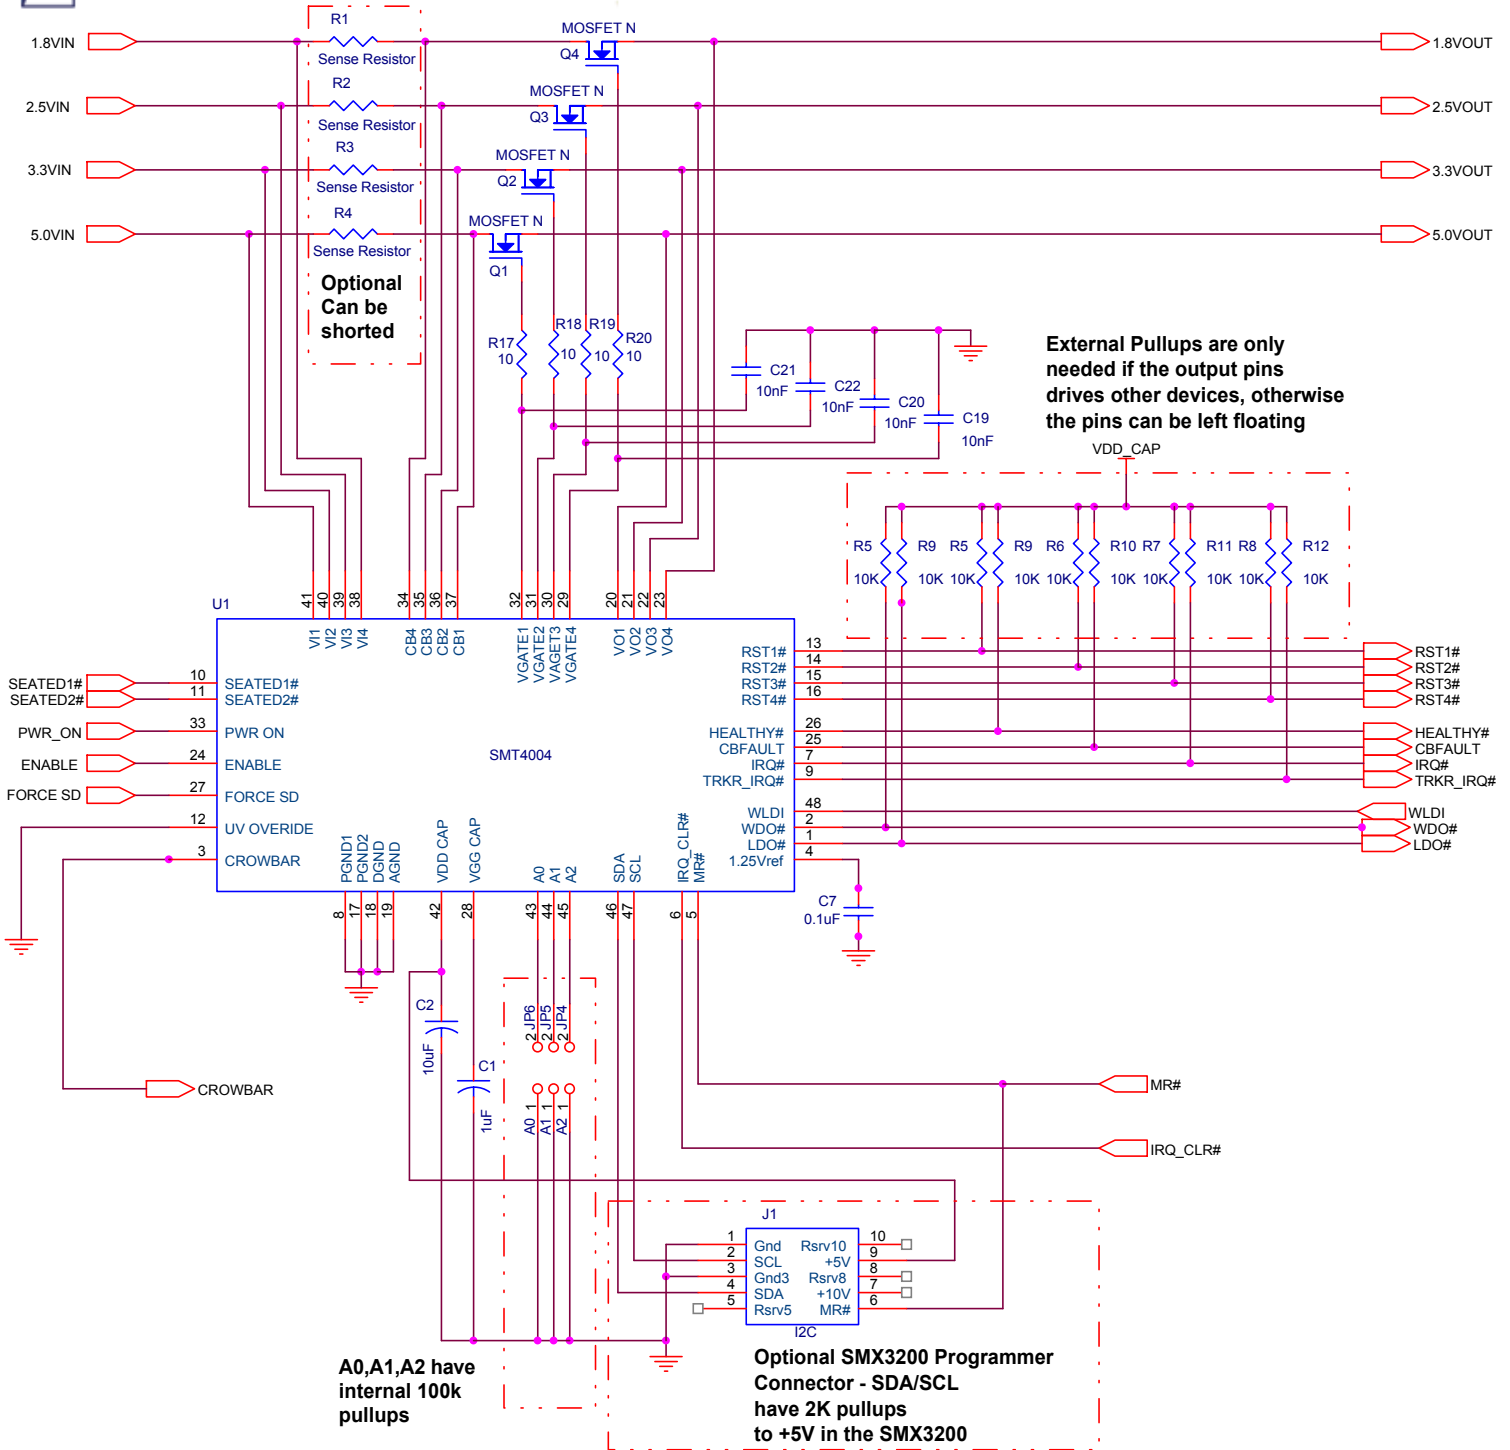 R1
MOSFET N
1.8VIN
Sense Resistor
Q4
1.8VOUT
R2
MOSFET N
2.5VIN
Sense Resistor
Q3
2.5VOUT
R3
MOSFET N
3.3VIN
Sense Resistor
Q2
3.3VOUT
R4
MOSFET N
5.0VIN
Sense Resistor
Q1
5.0VOUT
Optional
Can be
shorted
R17
10
R18
10
R19
10
R20
10
C21
10nF
C22
10nF
C20
10nF
C19
10nF
External Pullups are only
needed if the output pins
drives other devices, otherwise
the pins can be left floating
VDD_CAP
R5 R9 R5 R9 R6 R10 R7 R11 R8 R12
10K 10K 10K 10K 10K 10K 10K 10K 10K
U1
41 40 39 38 34 35 36 37 32 31 30 29 20 21 22 23
VI1 VI2 VI3 VI4 CB4 CB3 CB2 CB1 VGATE1 VGATE2 VAGET3 VGATE4 VO1 VO2 VO3 VO4
SMT4004
SEATED1# 10 SEATED1#
SEATED2# 11 SEATED2#
PWR_ON 33 PWR ON
ENABLE 24 ENABLE
FORCE SD 27 FORCE SD
12 UV OVERIDE
3 CROWBAR
RST1# 13 RST1#
RST2# 14 RST2#
RST3# 15 RST3#
RST4# 16 RST4#
HEALTHY# 26 HEALTHY#
CBFAULT 25 CBFAULT
IRQ# 7 IRQ#
TRKR_IRQ# 9 TRKR_IRQ#
WLDI 48 WLDI
WDO# 2 WDO#
LDO# 1 LDO#
1.25Vref 4
PGND1 PGND2 DGND AGND VDD CAP VGG CAP A0 A1 A2 SDA SCL IRQ_CLR# MR#
8 17 18 19 42 28 43 44 45 46 47 6 5
C7
0.1uF
C2
10uF
C1
1uF
2 JP6
2 JP5
2 JP4
A0 1
A1 1
A2 1
CROWBAR
MR#
IRQ_CLR#
J1
1 Gnd Rsrv10 10
2 SCL +5V 9
3 Gnd3 Rsrv8 8
4 SDA +10V 7
5 Rsrv5 MR# 6
I2C
A0,A1,A2 have
internal 100k
pullups
Optional SMX3200 Programmer
Connector - SDA/SCL
have 2K pullups
to +5V in the SMX3200